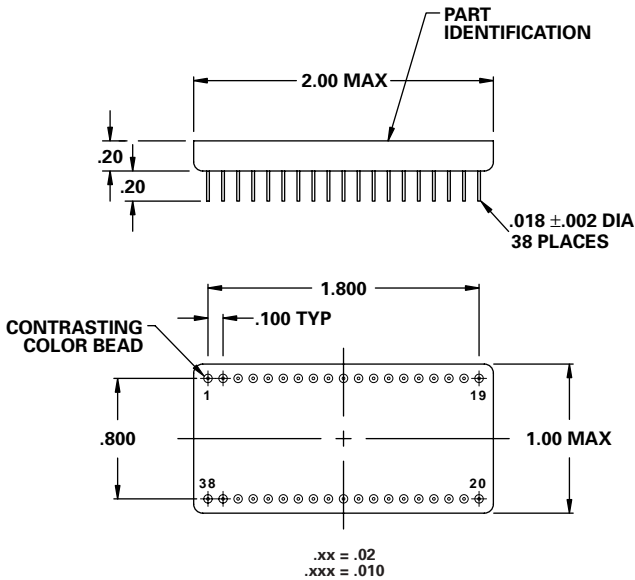 PART
IDENTIFICATION
2.00 MAX
.20
.20
.018 ±.002 DIA
38 PLACES
1.800
.100 TYP
CONTRASTING
COLOR BEAD
1
19
.800
1.00 MAX
38
20
.xx = .02
.xxx = .010